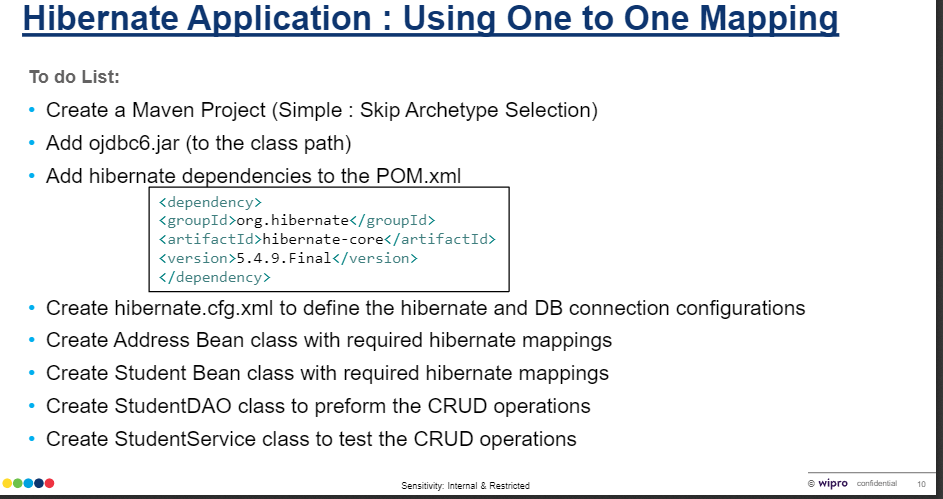 Hibernate Application : Using One to One Mapping
To do List:
• Create a Maven Project (Simple : Skip Archetype Selection)
• Add ojdbc6.jar (to the class path)
• Add hibernate dependencies to the POM.xml
<dependency>
<groupId>org.hibernate</groupId>
<artifactId>hibernate-core</artifactId>
<version>5.4.9.Final</version>
</dependency>
• Create hibernate.cfg.xml to define the hibernate and DB connection configurations
• Create Address Bean class with required hibernate mappings
• Create Student Bean class with required hibernate mappings
• Create StudentDAO class to preform the CRUD operations
• Create StudentService class to test the CRUD operations
Sensitivity: Internal & Restricted
© wipro confidential 10